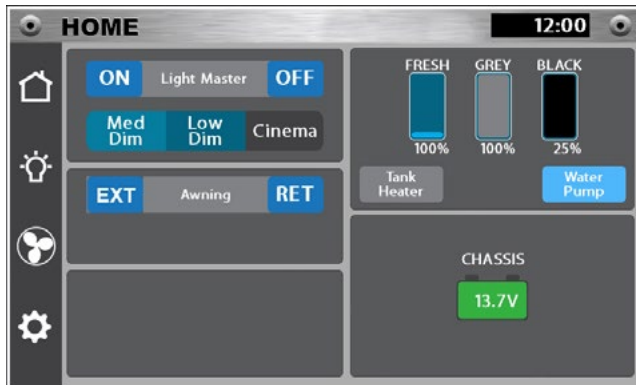 HOME
12:00
ON Light Master OFF
Med Dim
Low Dim
Cinema
EXT Awning RET
FRESH GREY BLACK
100% 100% 25%
Tank Heater
Water Pump
CHASSIS
13.7V